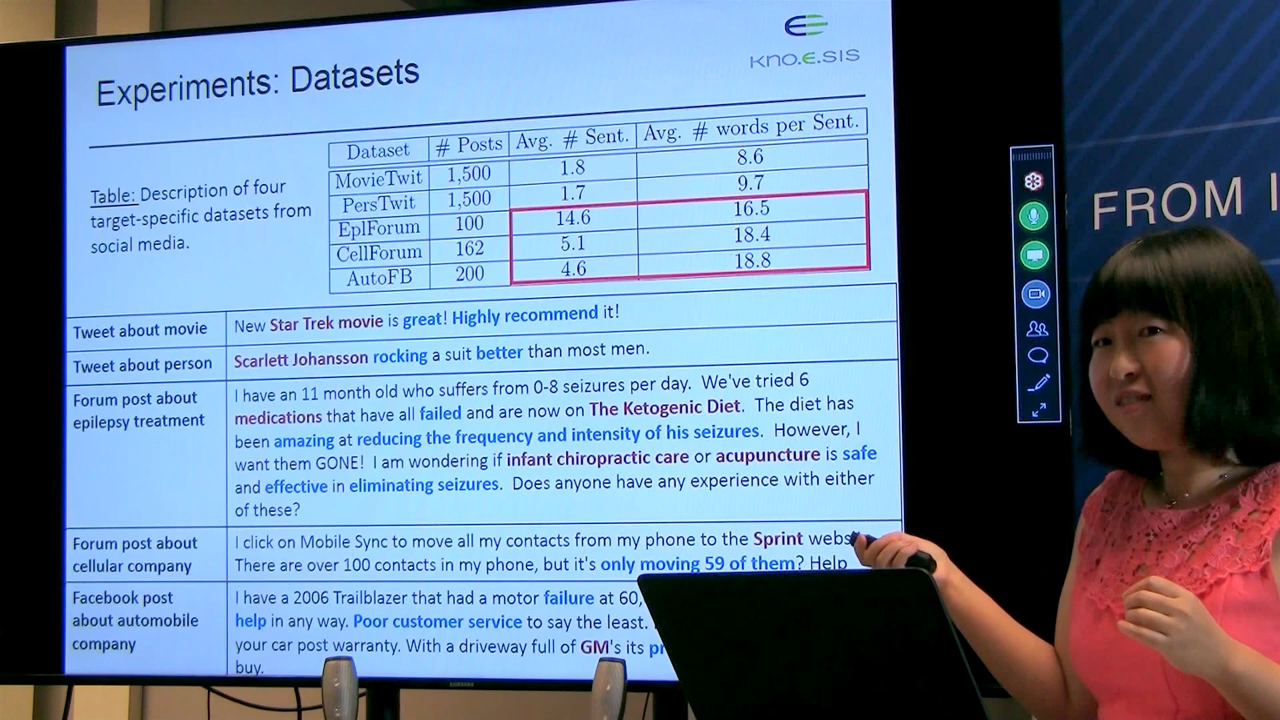 Experiments: Datasets
KNO.E.SIS
Table: Description of four
target-specific datasets from
social media.
Dataset # Posts Avg. # Sent. Avg. # words per Sent.
MovieTwit 1,500 1.8 8.6
PersTwit 1,500 1.7 9.7
EplForum 100 14.6 16.5
CellForum 162 5.1 18.4
AutoFB 200 4.6 18.8
Tweet about movie
New Star Trek movie is great! Highly recommend it!
Tweet about person
Scarlett Johansson rocking a suit better than most men.
Forum post about
epilepsy treatment
I have an 11 month old who suffers from 0-8 seizures per day. We've tried 6
medications that have all failed and are now on The Ketogenic Diet. The diet has
been amazing at reducing the frequency and intensity of his seizures. However, I
want them GONE! I am wondering if infant chiropractic care or acupuncture is safe
and effective in eliminating seizures. Does anyone have any experience with either
of these?
Forum post about
cellular company
I click on Mobile Sync to move all my contacts from my phone to the Sprint webs
There are over 100 contacts in my phone, but it's only moving 59 of them? Help
Facebook post
about automobile
company
I have a 2006 Trailblazer that had a motor failure at 60,
help in any way. Poor customer service to say the least.
your car post warranty. With a driveway full of GM's its pr
buy.
FROM
SAMSUNG